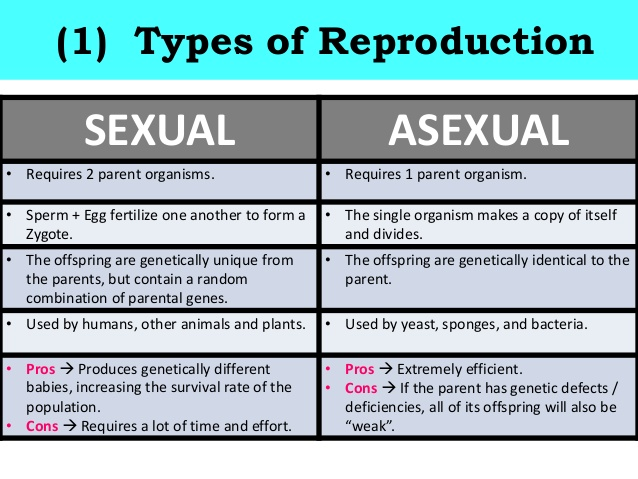 (1) Types of Reproduction
SEXUAL
ASEXUAL
• Requires 2 parent organisms.
• Requires 1 parent organism.
• Sperm + Egg fertilize one another to form a
Zygote.
• The single organism makes a copy of itself
and divides.
• The offspring are genetically unique from
the parents, but contain a random
combination of parental genes.
• The offspring are genetically identical to the
parent.
• Used by humans, other animals and plants.
• Used by yeast, sponges, and bacteria.
• Pros → Produces genetically different
babies, increasing the survival rate of the
population.
• Cons → Requires a lot of time and effort.
• Pros → Extremely efficient.
• Cons → If the parent has genetic defects /
deficiencies, all of its offspring will also be
“weak”.